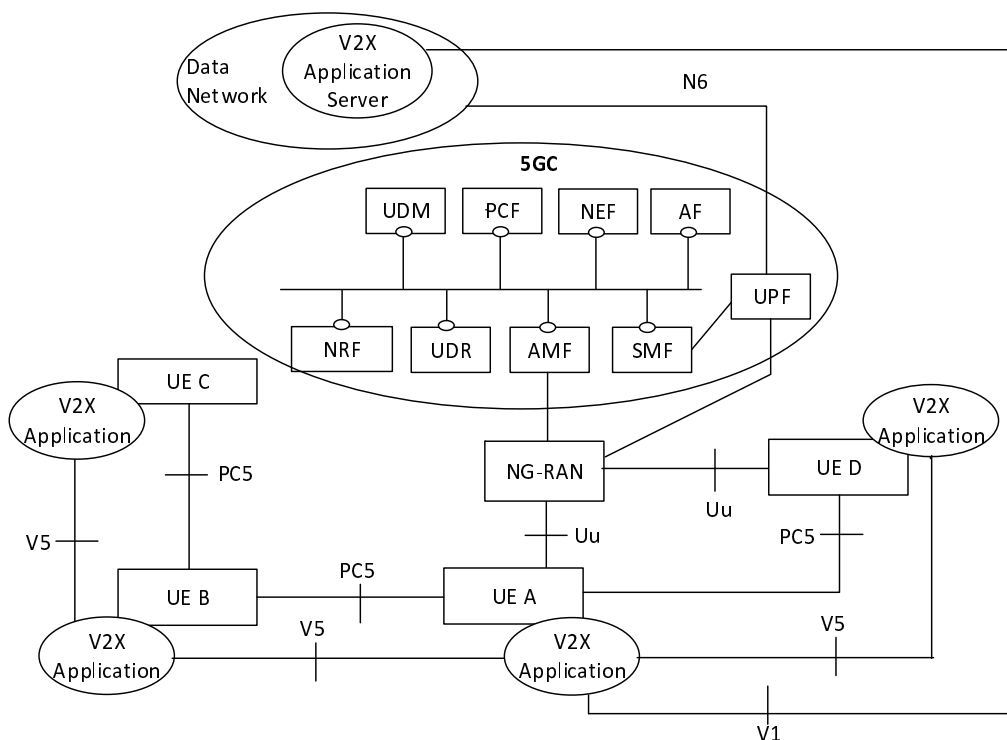 V2X
Application
Server
Data
Network
N6
5GC
UDM
PCF
NEF
AF
UPF
NRF
UDR
AMF
SMF
UE C
V2X
Application
V2X
Application
PC5
NG-RAN
UE D
Uu
V5
Uu
PC5
PC5
UE B
UE A
V5
V5
V2X
Application
V2X
Application
V1